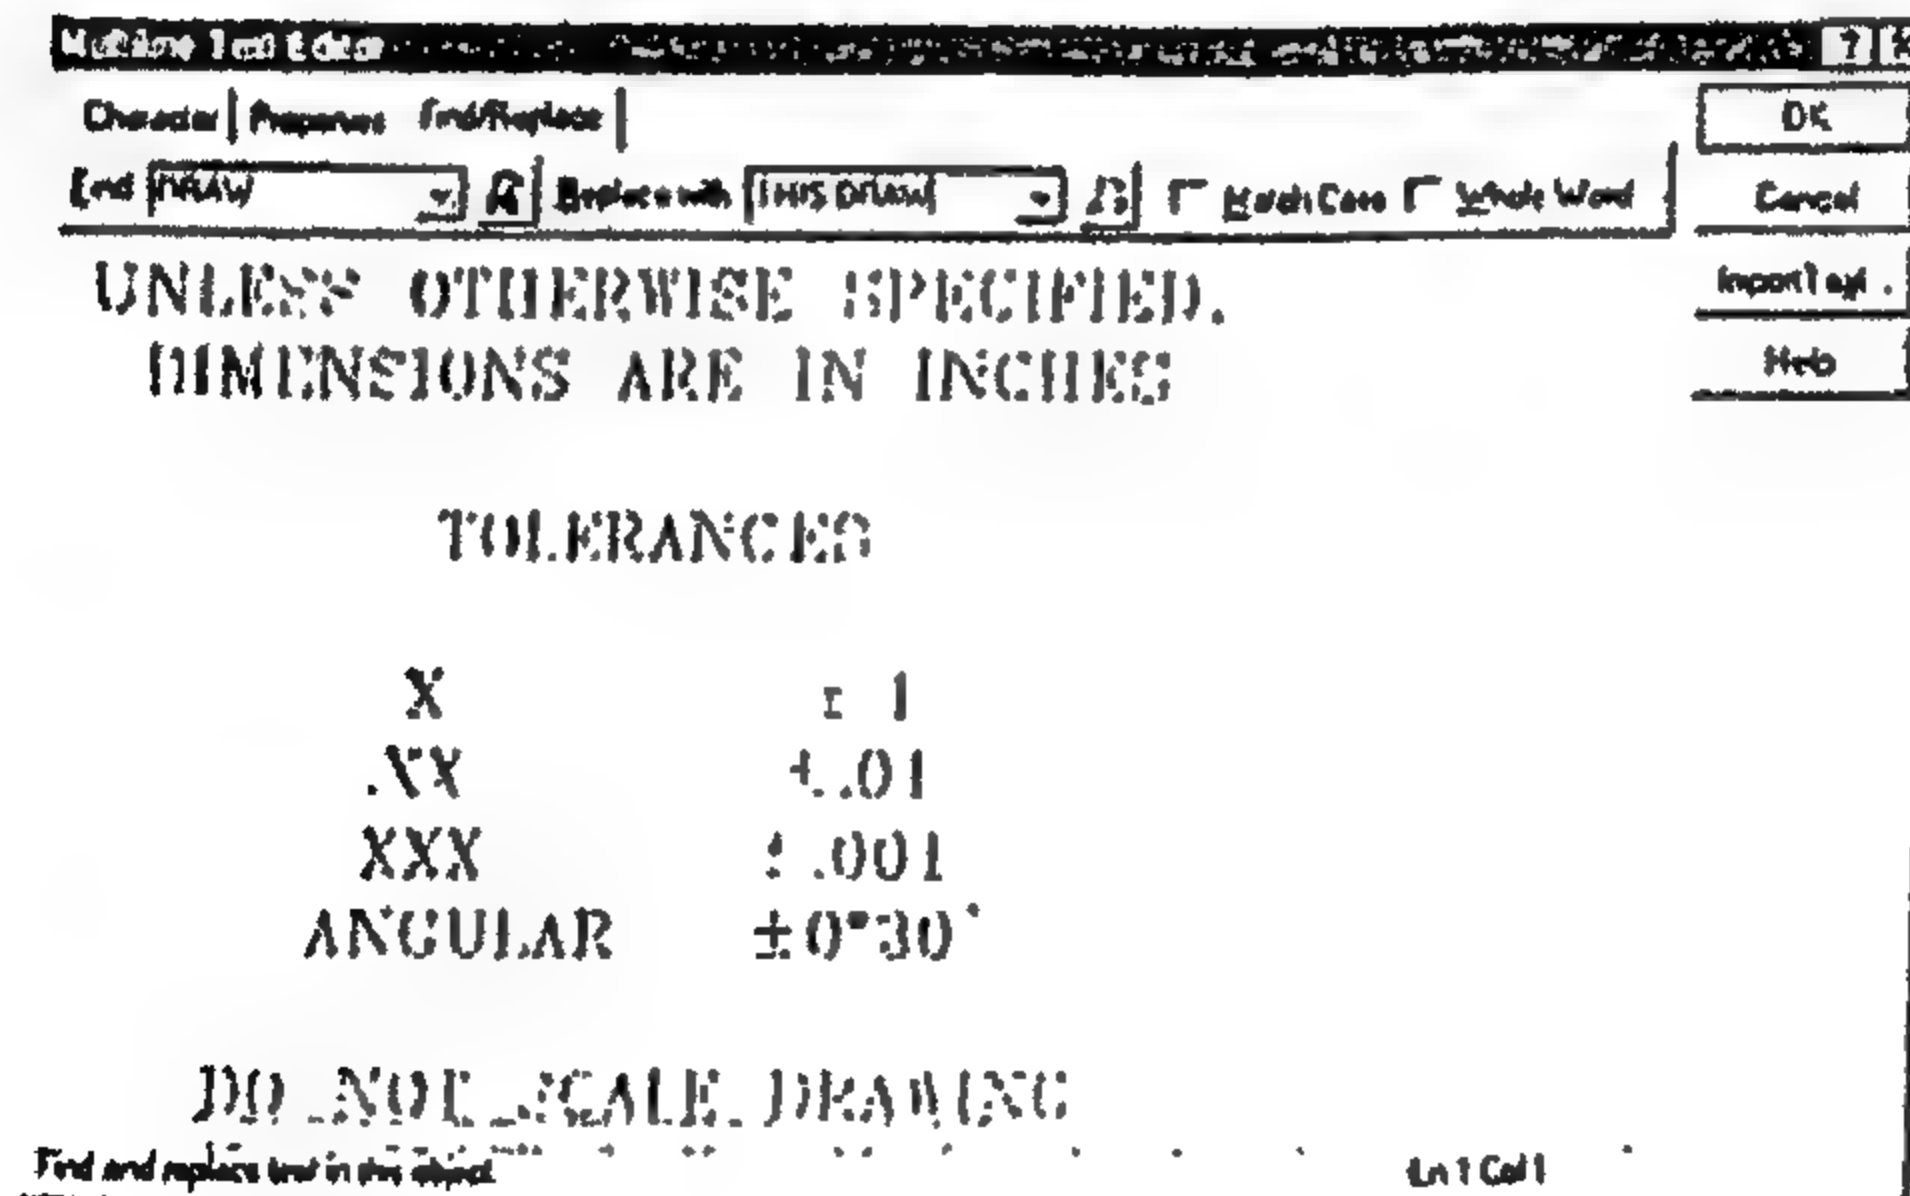 Multiline Text Editor
Character Properties Find/Replace
Find DRAW Replace with THIS DRAW Match Case Whole Word
OK
Cancel
Import Text
Help
UNLESS OTHERWISE SPECIFIED.
DIMENSIONS ARE IN INCHES
TOLERANCES
X ± 1
.XX ±.01
XXX ±.001
ANGULAR ±0°30'
DO NOT SCALE DRAWING
Find and replace text in this object
Ln 1 Col 1